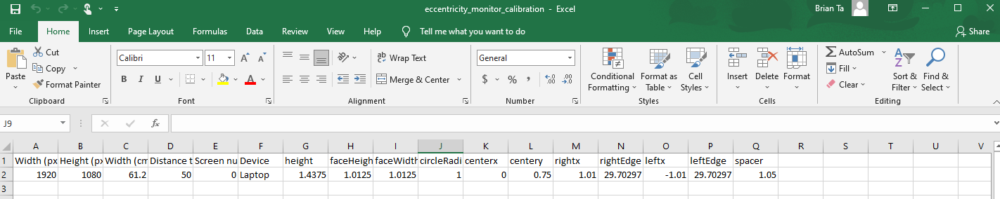 eccentricity_monitor_calibration - Excel
Brian Ta
File Home Insert Page Layout Formulas Data Review View Help Tell me what you want to do Share
Paste
Cut
Copy
Format Painter
Clipboard
Calibri 11 A A
B I U A
Font
Wrap Text
Merge & Center
Alignment
General
$ % , .0 .00 .00 .0
Number
Conditional Formatting
Format as Table
Cell Styles
Styles
Insert Delete Format
Cells
AutoSum
Fill
Clear
Sort & Filter
Find & Select
Editing
J9 fx
A B C D E F G H I J K L M N O P Q R S T U V
1 Width (px Height (px Width (cm Distance t Screen nu Device height faceHeigh faceWidth circleRadi centerx centery rightx rightEdge leftx leftEdge spacer
2 1920 1080 61.2 50 0 Laptop 1.4375 1.0125 1.0125 1 0 0.75 1.01 29.70297 -1.01 29.70297 1.05
3